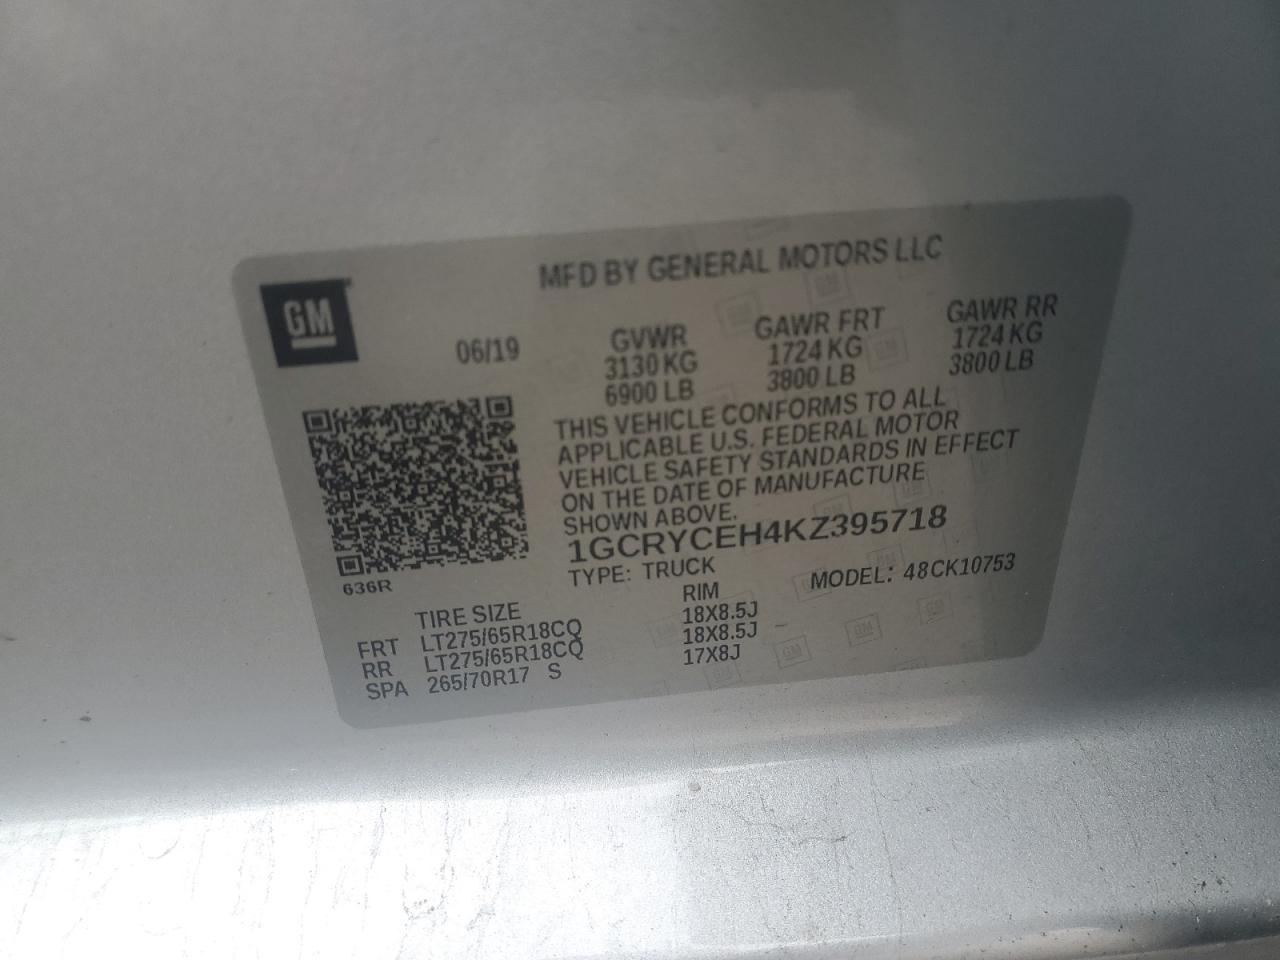 GM
MFD BY GENERAL MOTORS LLC
06/19
GVWR GAWR FRT GAWR RR
3130 KG 1724 KG 1724 KG
6900 LB 3800 LB 3800 LB
THIS VEHICLE CONFORMS TO ALL
APPLICABLE U.S. FEDERAL MOTOR
VEHICLE SAFETY STANDARDS IN EFFECT
ON THE DATE OF MANUFACTURE
SHOWN ABOVE.
1GCRYCEH4KZ395718
TYPE: TRUCK MODEL: 48CK10753
636R
TIRE SIZE RIM
FRT LT275/65R18CQ 18X8.5J
RR LT275/65R18CQ 18X8.5J
SPA 265/70R17 S 17X8J